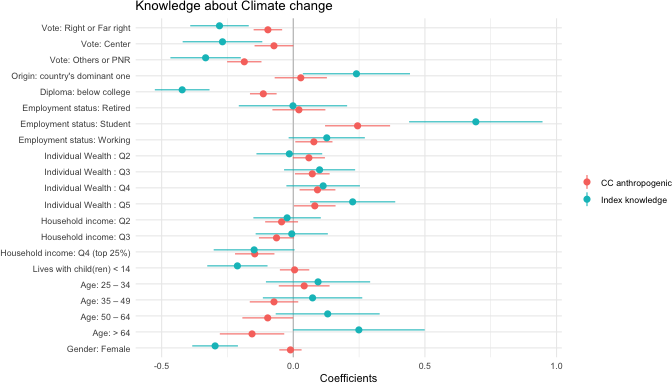 Knowledge about Climate change
Vote: Right or Far right
Vote: Center
Vote: Others or PNR
Origin: country's dominant one
Diploma: below college
Employment status: Retired
Employment status: Student
Employment status: Working
Individual Wealth : Q2
Individual Wealth : Q3
Individual Wealth : Q4
Individual Wealth : Q5
Household income: Q2
Household income: Q3
Household income: Q4 (top 25%)
Lives with child(ren) < 14
Age: 25 – 34
Age: 35 – 49
Age: 50 – 64
Age: > 64
Gender: Female
-0.5 0.0 0.5 1.0
Coefficients
CC anthropogenic
Index knowledge